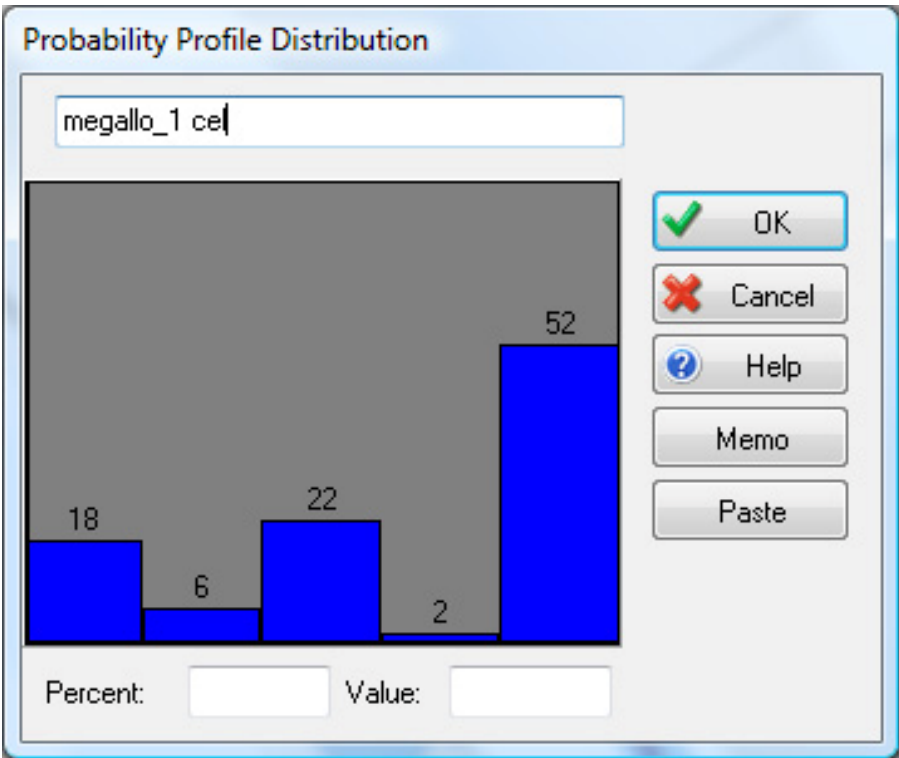 Probability Profile Distribution
megallo_1 cel
OK
Cancel
Help
Memo
Paste
52
22
18
6
2
Percent:
Value: